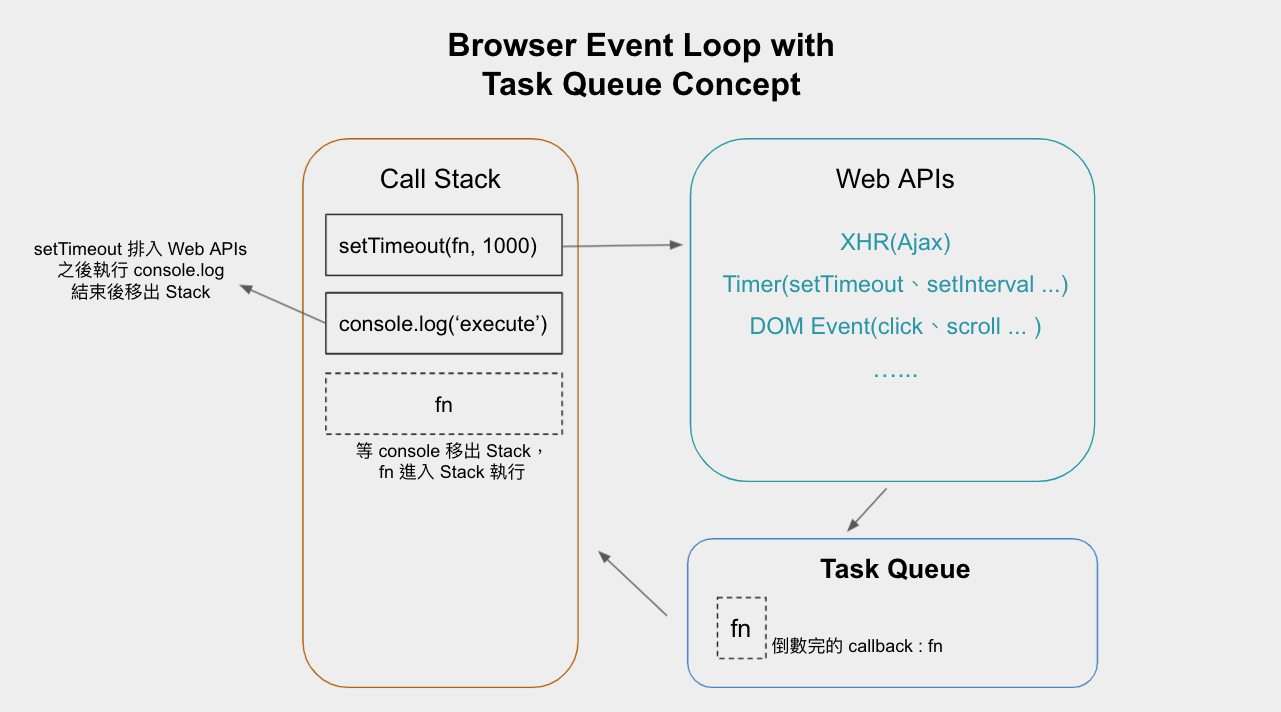 Browser Event Loop with
Task Queue Concept
Call Stack
setTimeout(fn, 1000)
setTimeout 排入 Web APIs
之後執行 console.log
結束後移出 Stack
console.log(‘execute’)
fn
等 console 移出 Stack，
fn 進入 Stack 執行
Web APIs
XHR(Ajax)
Timer(setTimeout、setInterval ...)
DOM Event(click、scroll ... )
…...
Task Queue
fn
倒數完的 callback : fn